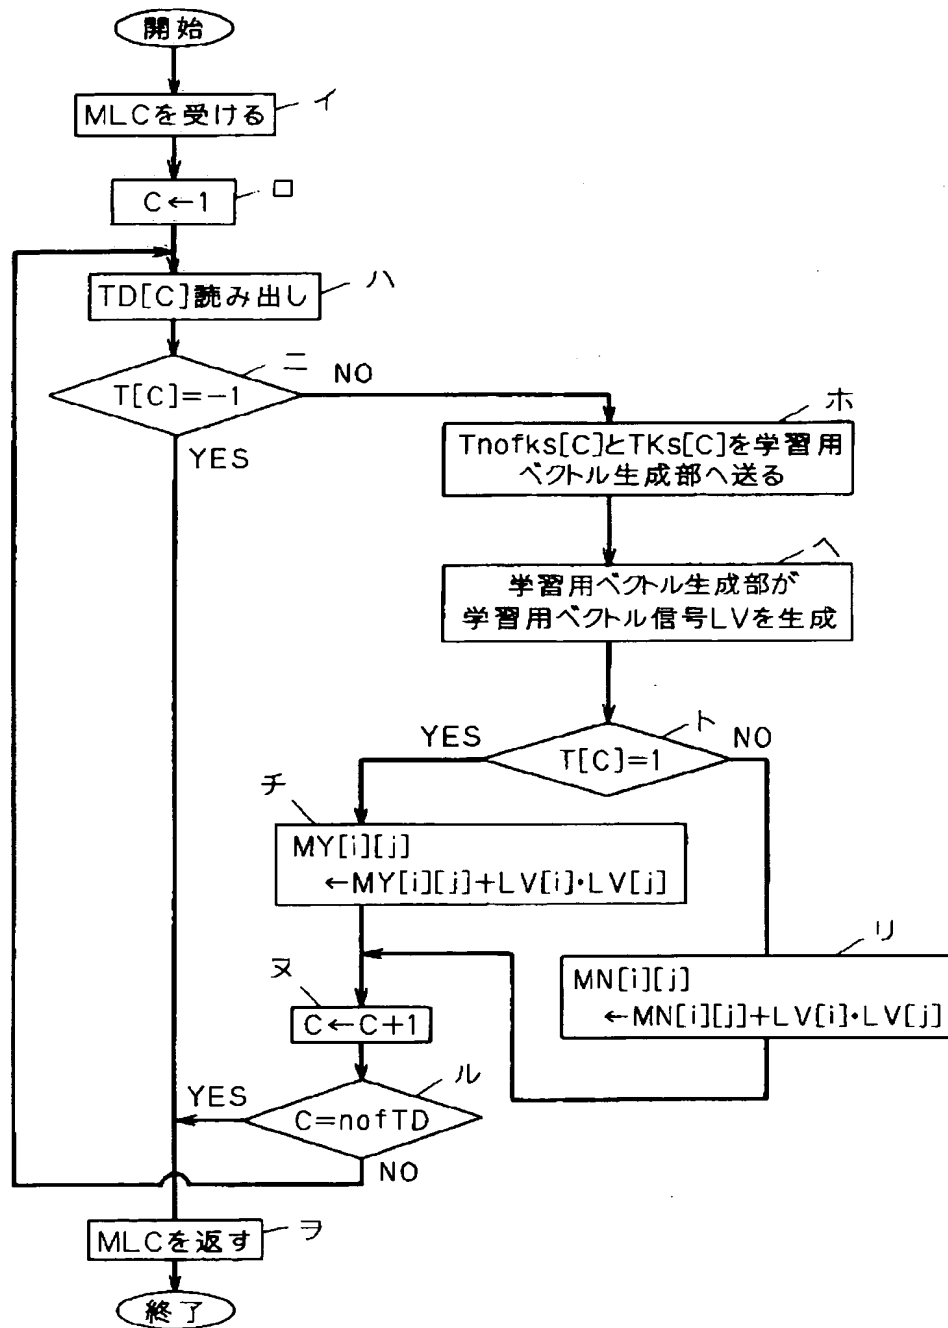 開始
MLCを受ける
イ
C←1
ロ
TD[C]読み出し
ハ
T[C]=-1
ニ
NO
YES
Tnofks[C]とTKs[C]を学習用
ベクトル生成部へ送る
ホ
学習用ベクトル生成部が
学習用ベクトル信号LVを生成
ヘ
T[C]=1
ト
YES
NO
チ
MY[i][j]
←MY[i][j]+LV[i]・LV[j]
リ
MN[i][j]
←MN[i][j]+LV[i]・LV[j]
ヌ
C←C+1
ル
C=nofTD
YES
NO
MLCを返す
ヲ
終了